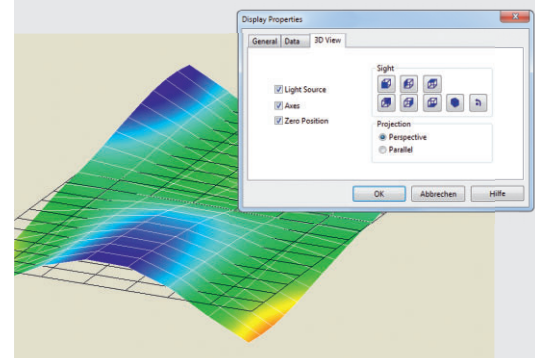 Display Properties
General Data 3D View
Sight
Light Source
Axes
Zero Position
Projection
Perspective
Parallel
OK Abbrechen Hilfe